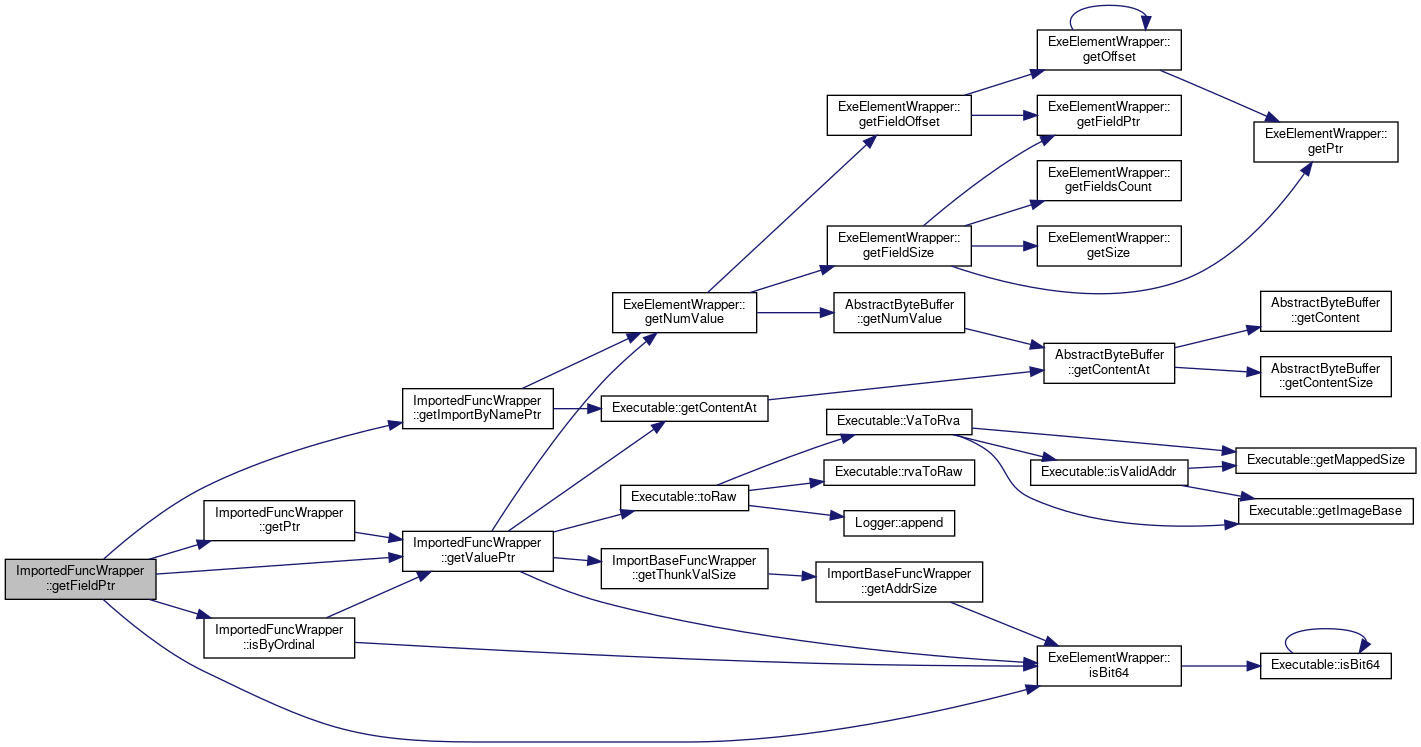 ExeElementWrapper::
getOffset
ExeElementWrapper::
getFieldOffset
ExeElementWrapper::
getFieldPtr
ExeElementWrapper::
getPtr
ExeElementWrapper::
getFieldsCount
ExeElementWrapper::
getFieldSize
ExeElementWrapper::
getSize
ExeElementWrapper::
getNumValue
AbstractByteBuffer
::getNumValue
AbstractByteBuffer
::getContent
AbstractByteBuffer
::getContentAt
AbstractByteBuffer
::getContentSize
ImportedFuncWrapper
::getImportByNamePtr
Executable::getContentAt
Executable::VaToRva
Executable::getMappedSize
Executable::isValidAddr
Executable::rvaToRaw
Executable::toRaw
Executable::getImageBase
Logger::append
ImportedFuncWrapper
::getPtr
ImportedFuncWrapper
::getValuePtr
ImportedFuncWrapper
::getFieldPtr
ImportBaseFuncWrapper
::getThunkValSize
ImportBaseFuncWrapper
::getAddrSize
ImportedFuncWrapper
::isByOrdinal
ExeElementWrapper::
isBit64
Executable::isBit64